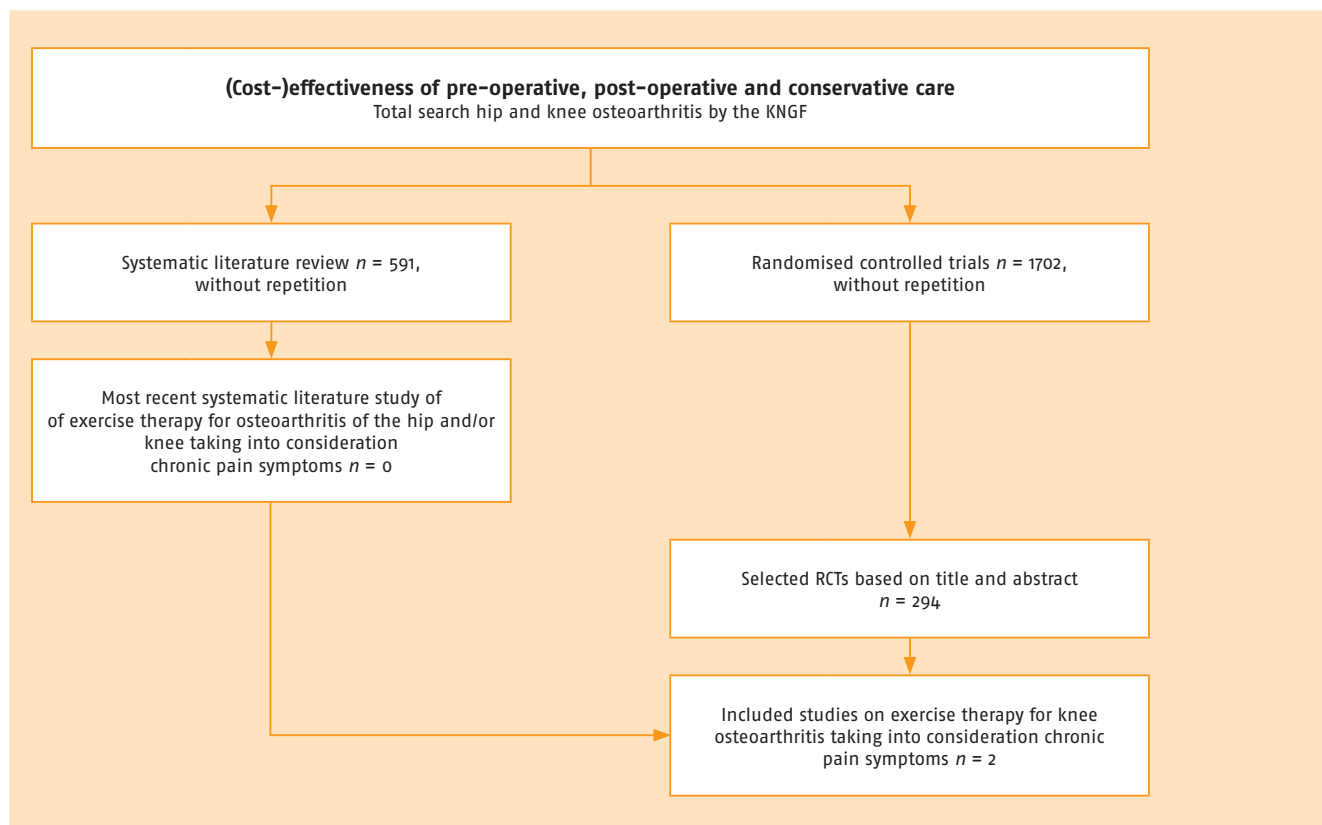 (Cost-)effectiveness of pre-operative, post-operative and conservative care
Total search hip and knee osteoarthritis by the KNGF
Systematic literature review n = 591,
without repetition
Randomised controlled trials n = 1702,
without repetition
Most recent systematic literature study of
of exercise therapy for osteoarthritis of the hip and/or
knee taking into consideration
chronic pain symptoms n = 0
Selected RCTs based on title and abstract
n = 294
Included studies on exercise therapy for knee
osteoarthritis taking into consideration chronic
pain symptoms n = 2